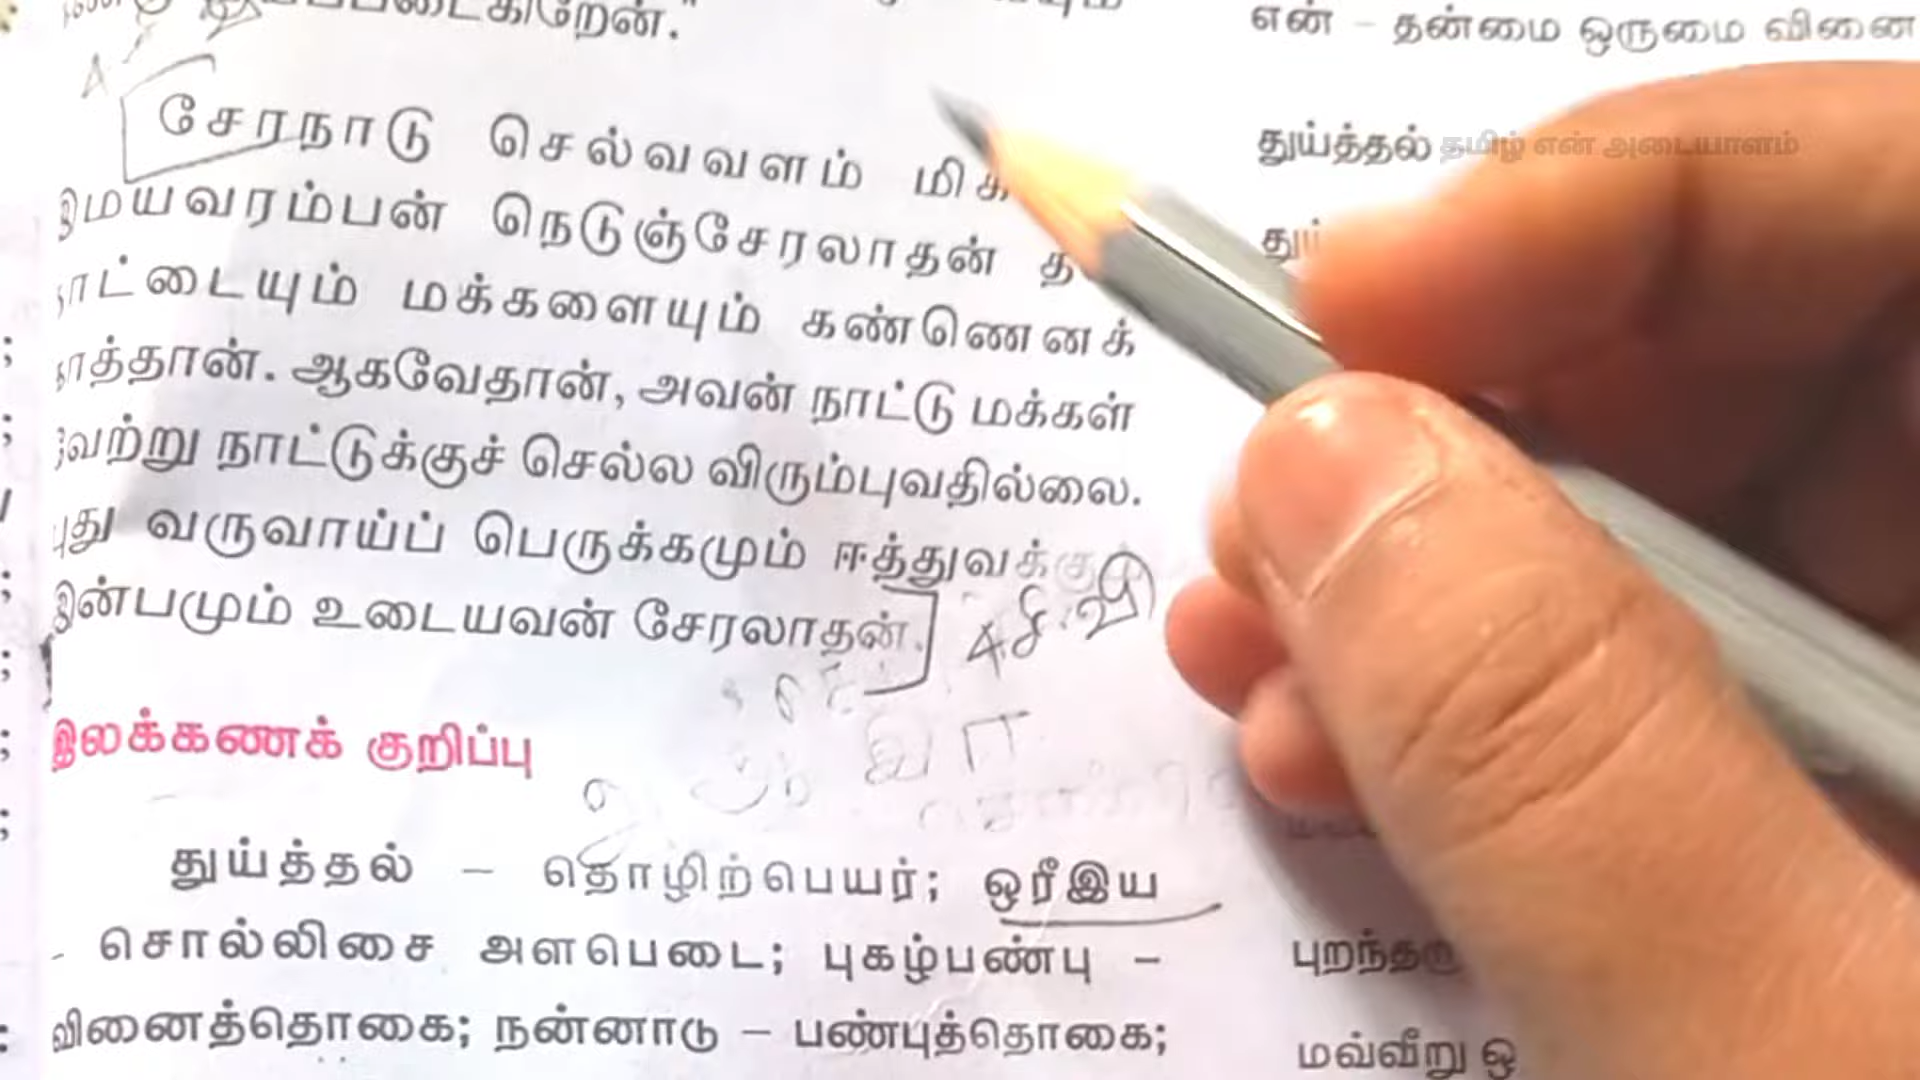 சேரநாடு செல்வவளம்
இமயவரம்பன் நெடுஞ்சேரலாதன்
நாட்டையும் மக்களையும் கண்ணெனக்
காத்தான். ஆகவேதான், அவன் நாட்டு மக்கள்
வேற்று நாட்டுக்குச் செல்ல விரும்புவதில்லை.
புது வருவாய்ப் பெருக்கமும் ஈத்துவக்கும்
இன்பமும் உடையவன் சேரலாதன்.
இலக்கணக் குறிப்பு
துய்த்தல் – தொழிற்பெயர்; ஒரீஇய
- சொல்லிசை அளபெடை; புகழ்பண்பு –
வினைத்தொகை; நன்னாடு – பண்புத்தொகை;
என் – தன்மை ஒருமை வினை
துய்த்தல்
தமிழ் என் அடையாளம்
மவ்வீறு ஒ